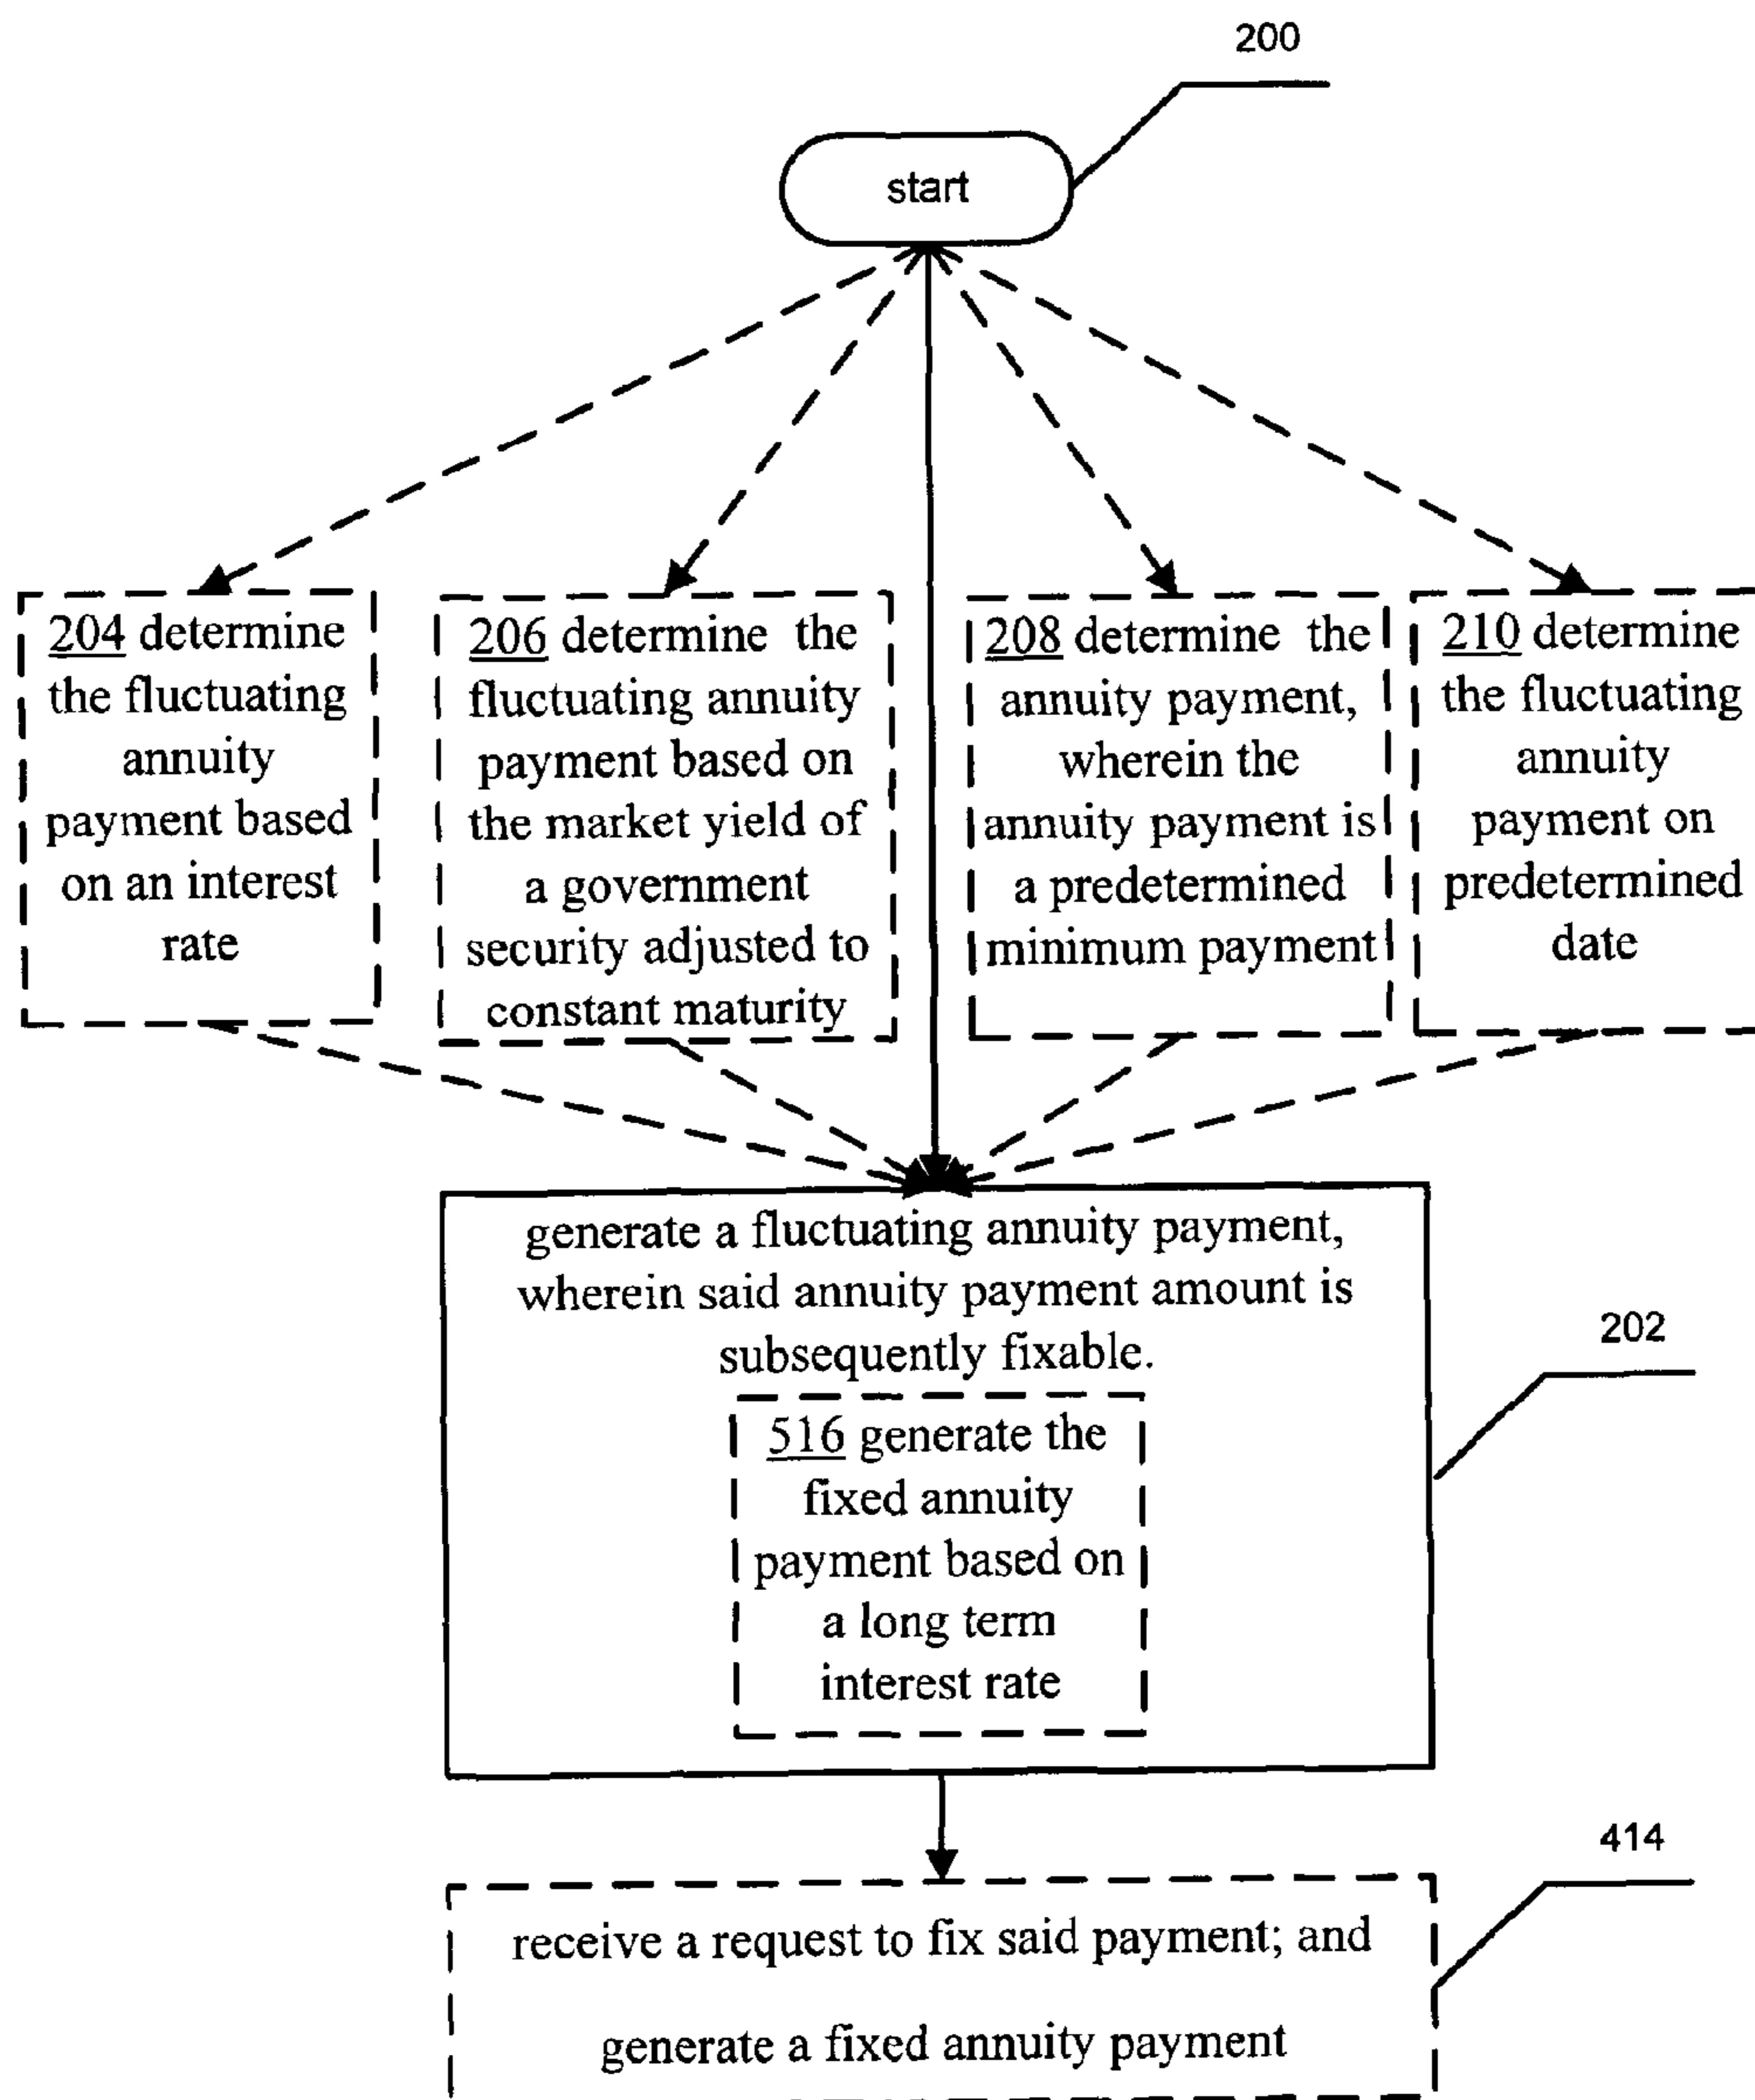 200
start
204 determine
the fluctuating
annuity
payment based
on an interest
rate
206 determine the
fluctuating annuity
payment based on
the market yield of
a government
security adjusted to
constant maturity
208 determine the
annuity payment,
wherein the
annuity payment is
a predetermined
minimum payment
210 determine
the fluctuating
annuity
payment on
predetermined
date
generate a fluctuating annuity payment,
wherein said annuity payment amount is
subsequently fixable.
202
516 generate the
fixed annuity
payment based on
a long term
interest rate
414
receive a request to fix said payment; and
generate a fixed annuity payment